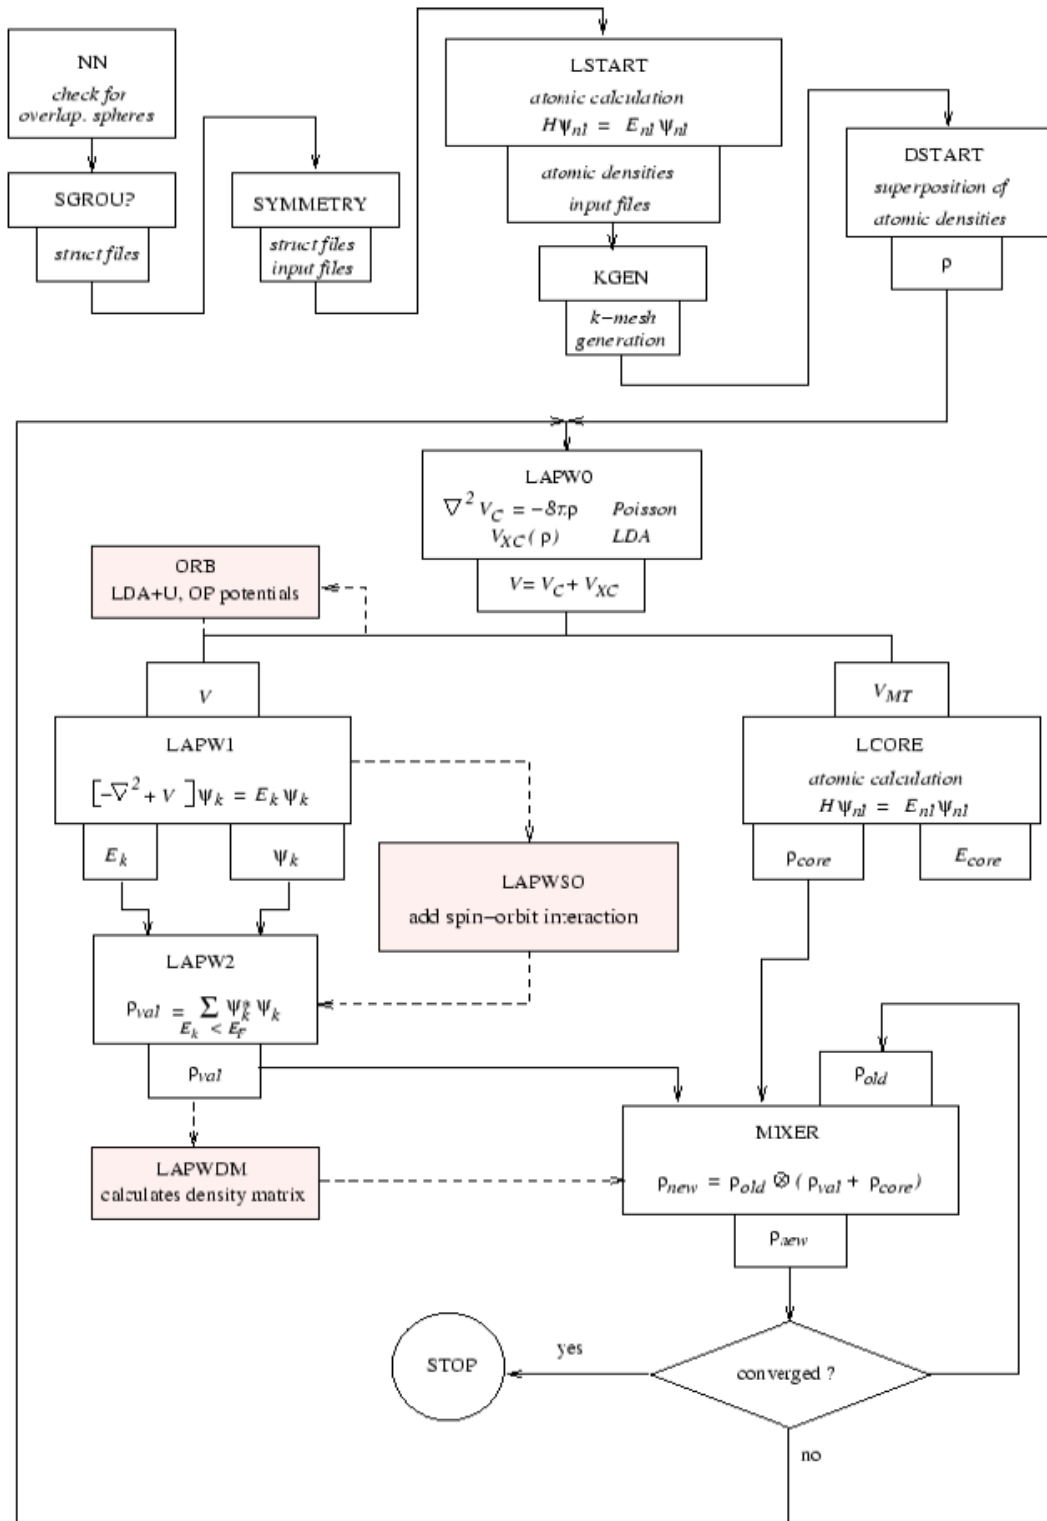 NN
check for
overlap. spheres
SGROU?
struct files
SYMMETRY
struct files
input files
LSTART
atomic calculation
Hψnl = Enl ψnl
atomic densities
input files
KGEN
k-mesh
generation
DSTART
superposition of
atomic densities
ρ
LAPW0
∇² VC = -8πρ Poisson
VXC(ρ) LDA
V = VC + VXC
ORB
LDA+U, OP potentials
V
LAPW1
[-∇² + V ]ψk = Ek ψk
Ek
ψk
VMT
LCORE
atomic calculation
Hψnl = Enl ψnl
ρcore
Ecore
LAPWSO
add spin-orbit interaction
LAPW2
ρval = Σ ψk* ψk
Ek < EF
ρval
LAPWDM
calculates density matrix
ρold
MIXER
ρnew = ρold ⊗ (ρval + ρcore)
ρnew
STOP
yes
converged ?
no